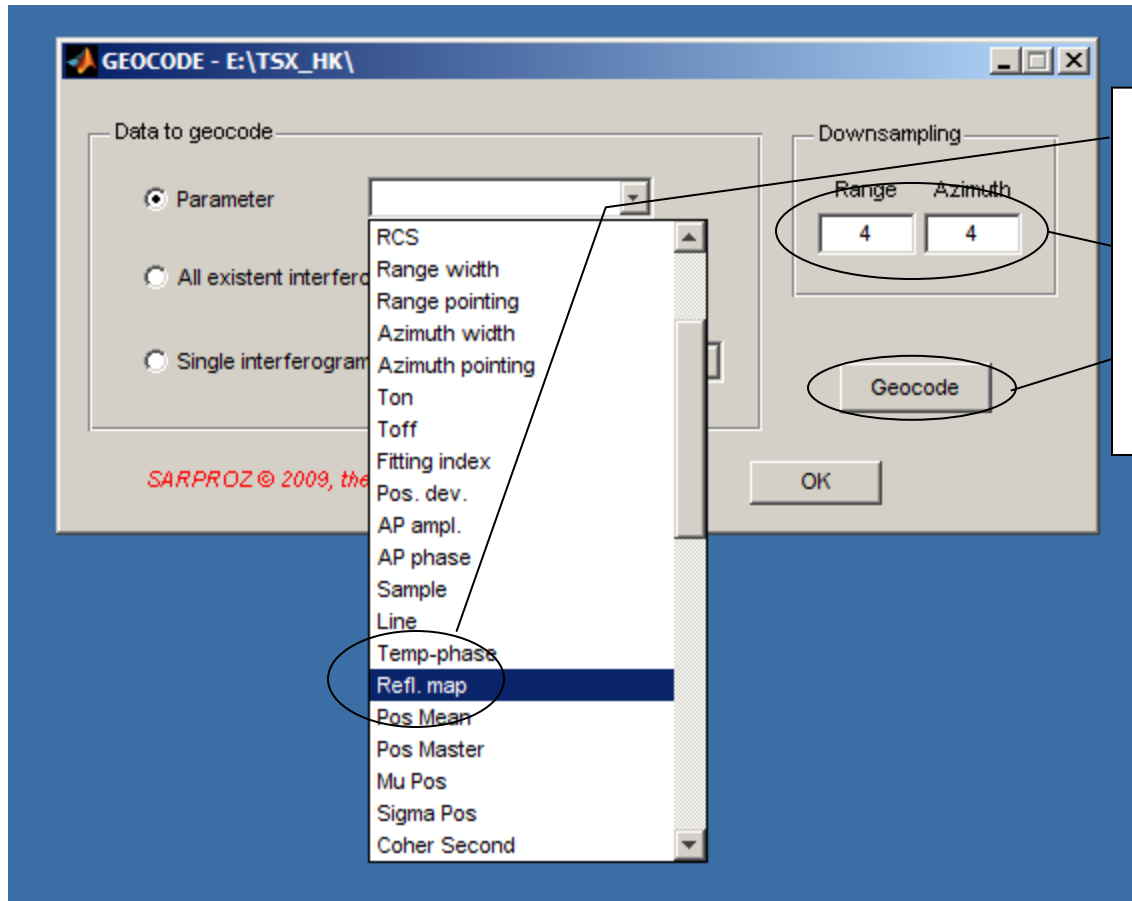 GEOCODE - E:\TSX_HK\
Data to geocode
Parameter
All existent interfero
Single interferogram
RCS
Range width
Range pointing
Azimuth width
Azimuth pointing
Ton
Toff
Fitting index
Pos. dev.
AP ampl.
AP phase
Sample
Line
Temp-phase
Refl. map
Pos Mean
Pos Master
Mu Pos
Sigma Pos
Coher Second
Downsampling
Range Azimuth
4 4
Geocode
SARPROZ © 2009, the
OK